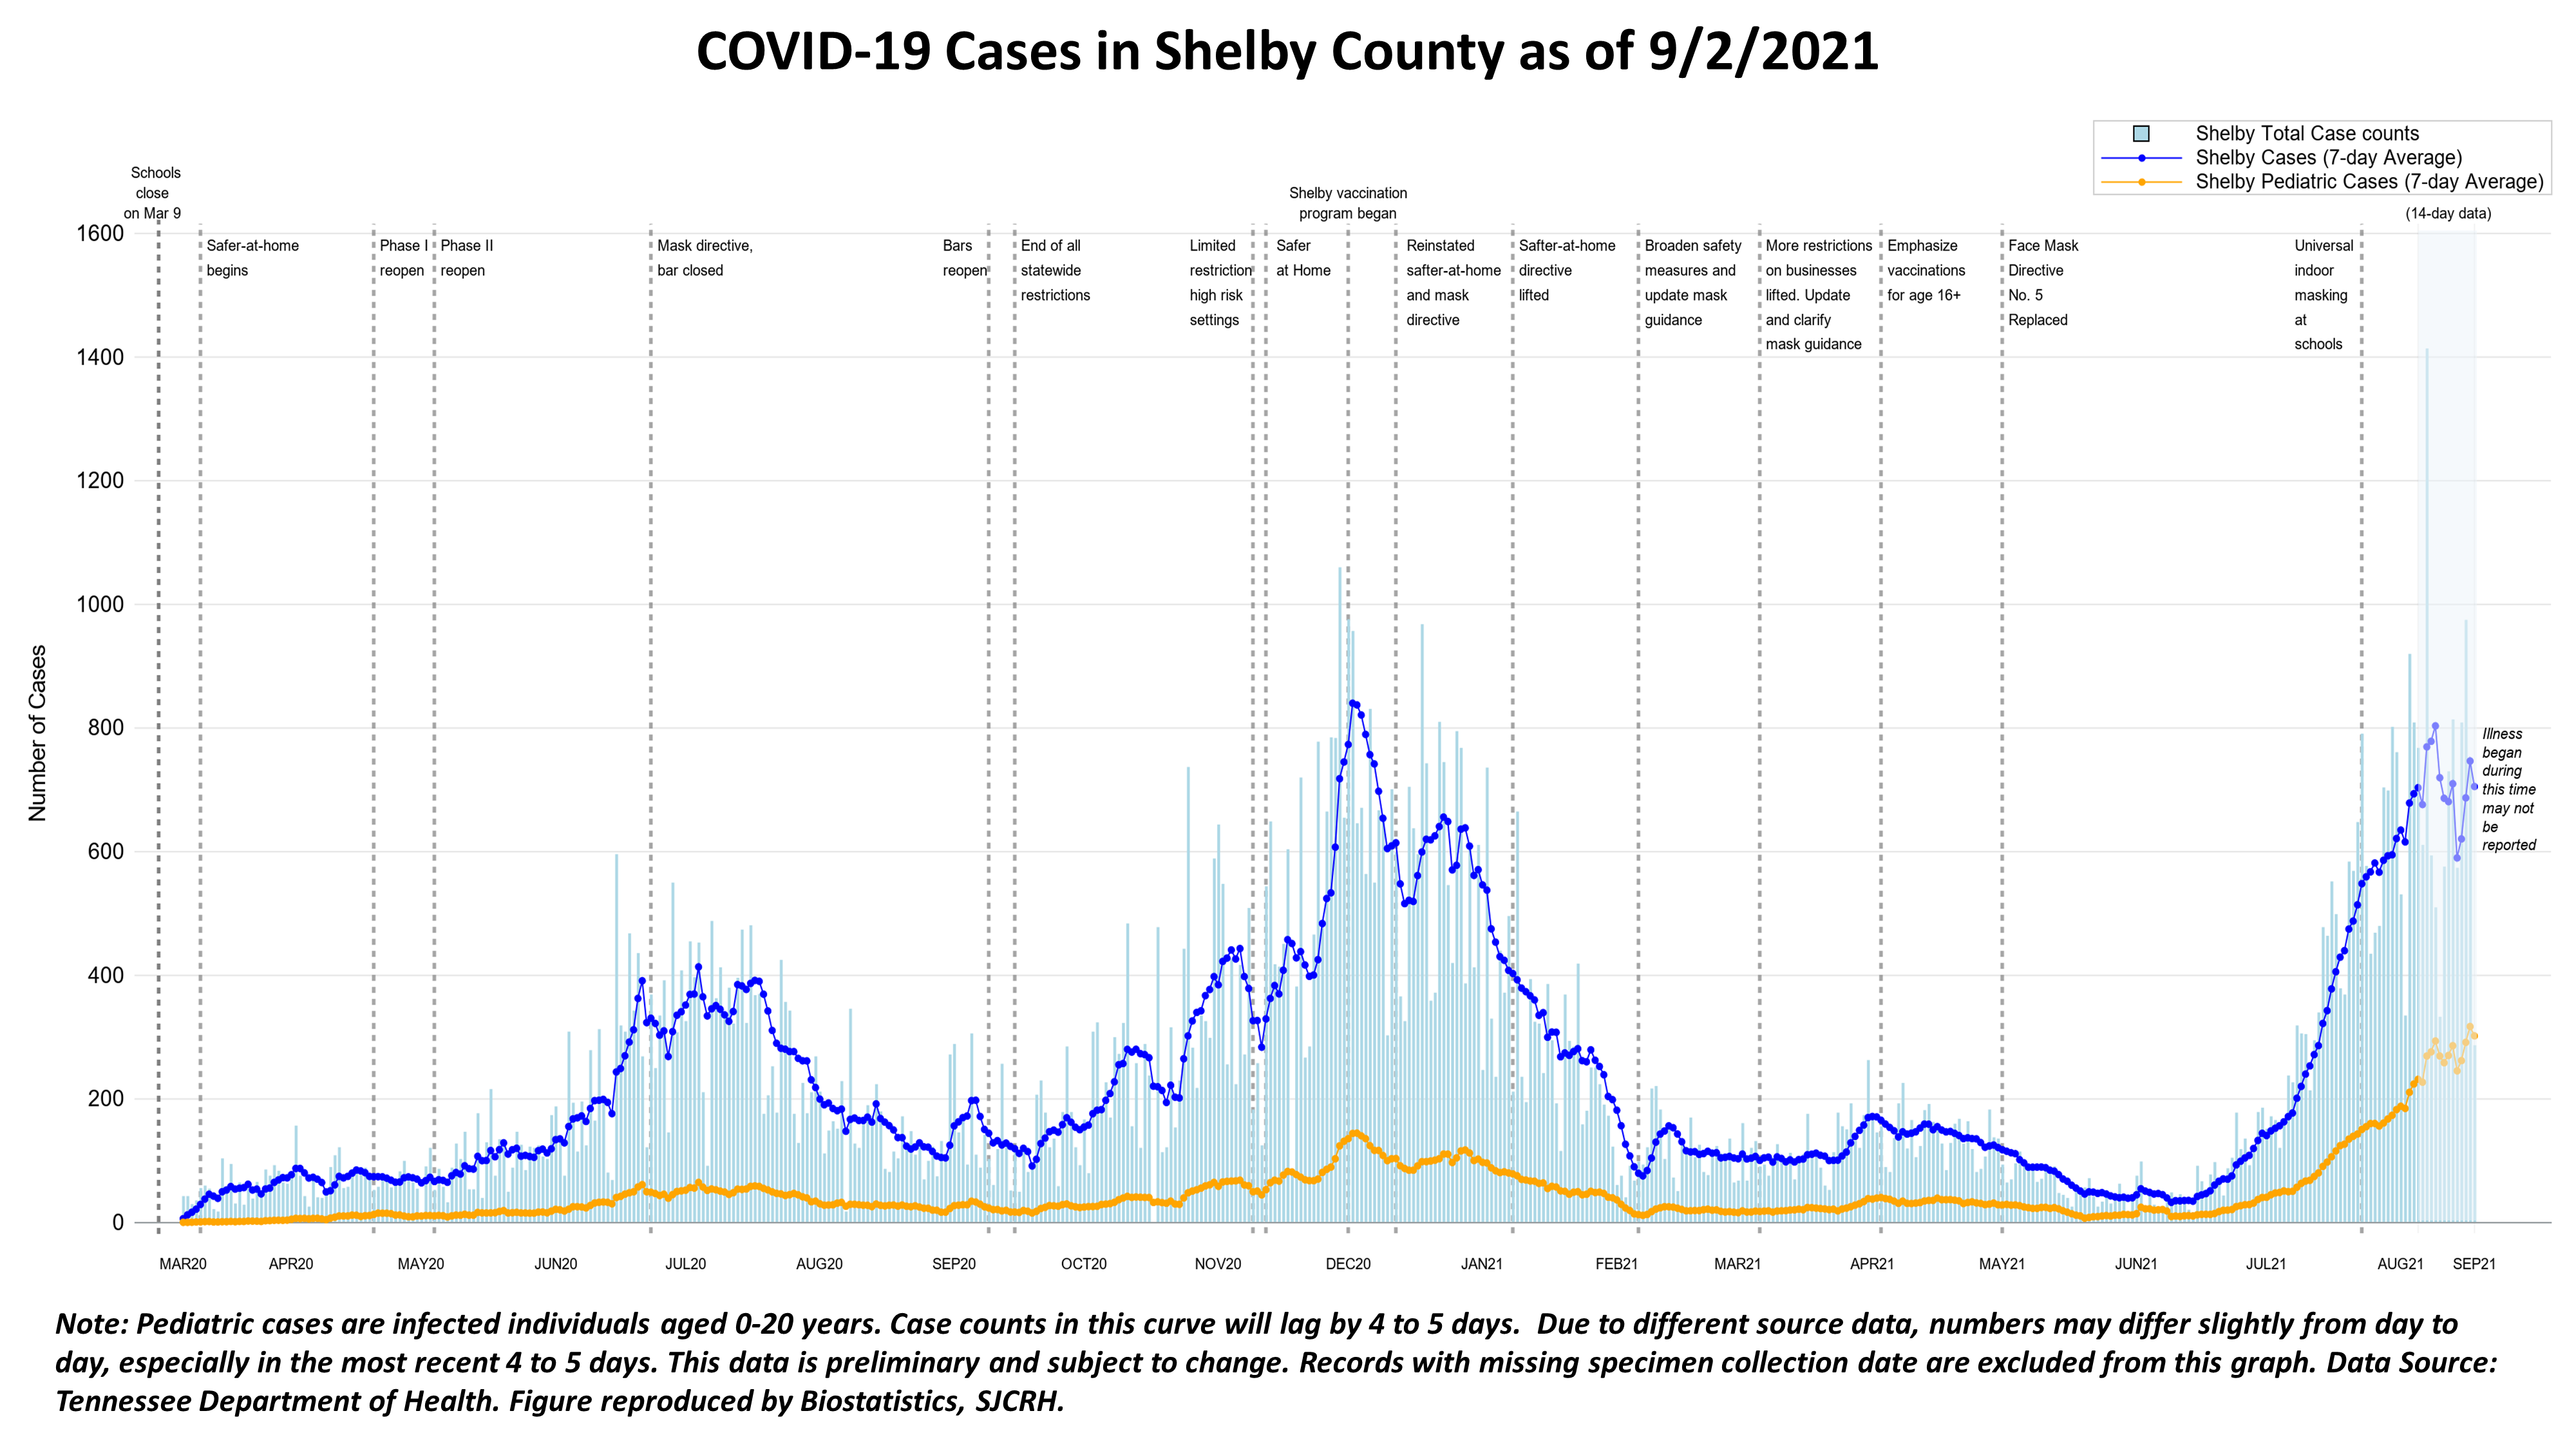 COVID-19 Cases in Shelby County as of 9/2/2021
Shelby Total Case counts
Shelby Cases (7-day Average)
Shelby Pediatric Cases (7-day Average)
(14-day data)
Schools
close
on Mar 9
Shelby vaccination
program began
Safer-at-home
begins
Phase I
reopen
Phase II
reopen
Mask directive,
bar closed
Bars
reopen
End of all
statewide
restrictions
Limited
restriction
high risk
settings
Safer
at Home
Reinstated
safter-at-home
and mask
directive
Safter-at-home
directive
lifted
Broaden safety
measures and
update mask
guidance
More restrictions
on businesses
lifted. Update
and clarify
mask guidance
Emphasize
vaccinations
for age 16+
Face Mask
Directive
No. 5
Replaced
Universal
indoor
masking
at
schools
1600
1400
1200
1000
800
600
400
200
0
Number of Cases
Illness
began
during
this time
may not
be
reported
MAR20 APR20 MAY20 JUN20 JUL20 AUG20 SEP20 OCT20 NOV20 DEC20 JAN21 FEB21 MAR21 APR21 MAY21 JUN21 JUL21 AUG21 SEP21
Note: Pediatric cases are infected individuals aged 0-20 years. Case counts in this curve will lag by 4 to 5 days.  Due to different source data, numbers may differ slightly from day to
day, especially in the most recent 4 to 5 days. This data is preliminary and subject to change. Records with missing specimen collection date are excluded from this graph. Data Source:
Tennessee Department of Health. Figure reproduced by Biostatistics, SJCRH.